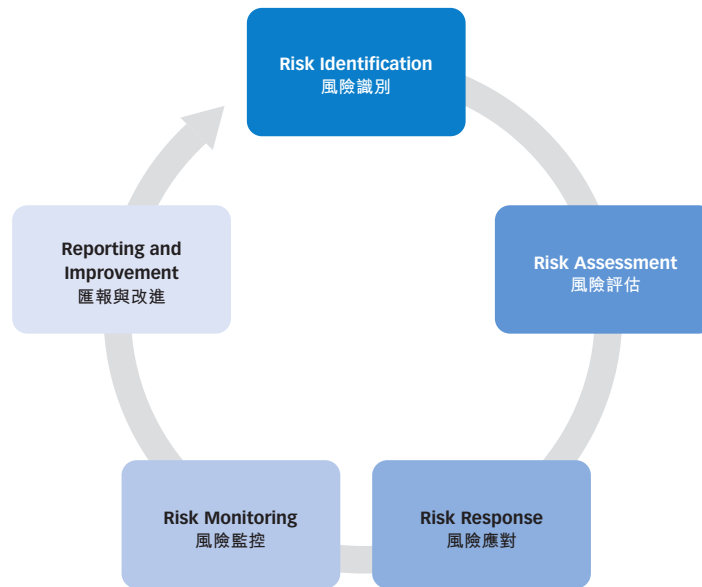 Risk Identification
風險識別
Risk Assessment
風險評估
Risk Response
風險應對
Risk Monitoring
風險監控
Reporting and
Improvement
匯報與改進